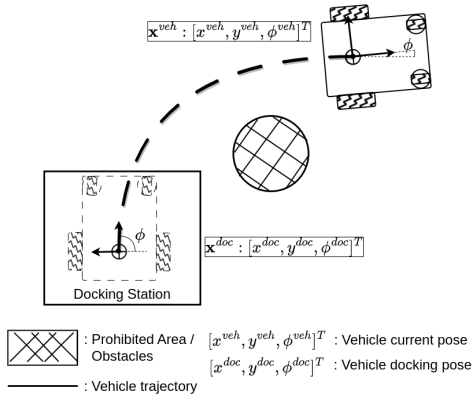 𝐱^{veh} : [x^{veh}, y^{veh}, ϕ^{veh}]^T
ϕ
ϕ
𝐱^{doc} : [x^{doc}, y^{doc}, ϕ^{doc}]^T
Docking Station
: Prohibited Area /
Obstacles
[x^{veh}, y^{veh}, ϕ^{veh}]^T : Vehicle current pose
[x^{doc}, y^{doc}, ϕ^{doc}]^T : Vehicle docking pose
: Vehicle trajectory